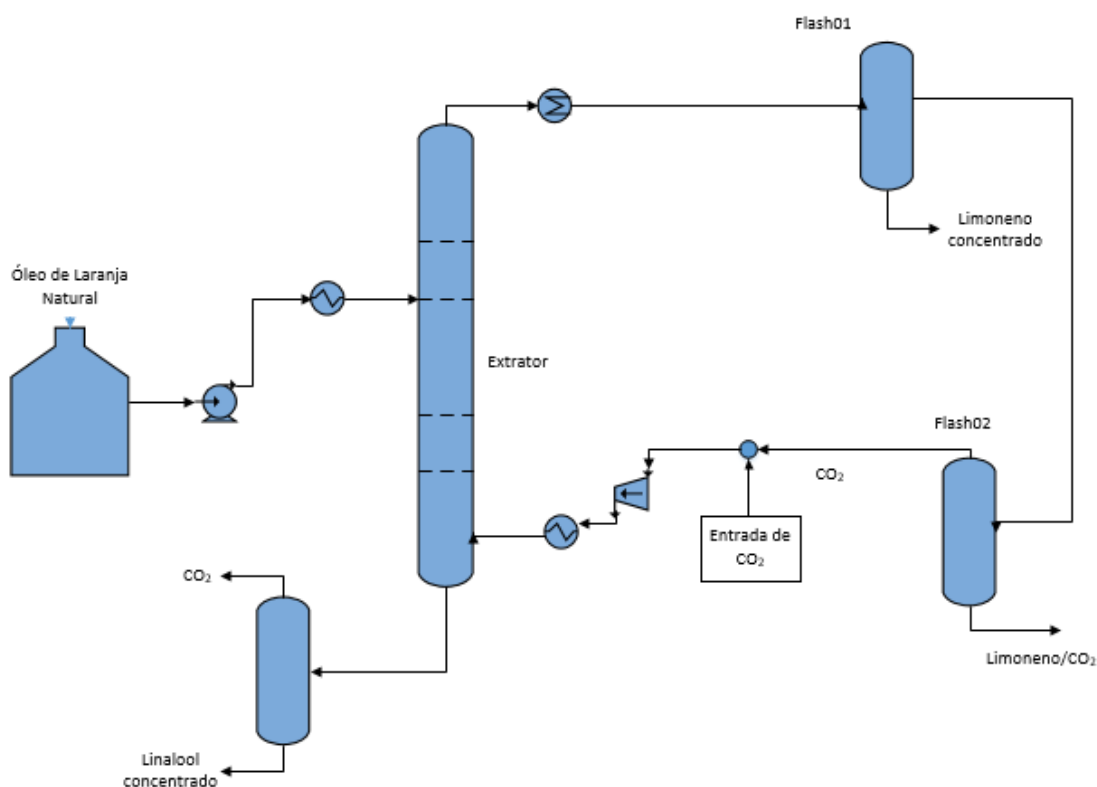 Flash01
Limoneno
concentrado
Óleo de Laranja
Natural
Extrator
Flash02
CO₂
Entrada de
CO₂
CO₂
Limoneno/CO₂
Linalool
concentrado